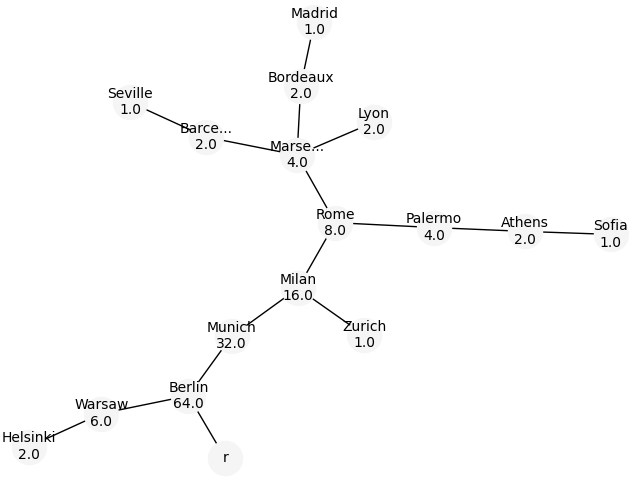 Madrid
1.0
Bordeaux
2.0
Seville
1.0
Lyon
2.0
Barce...
2.0
Marse...
4.0
Rome
8.0
Palermo
4.0
Athens
2.0
Sofia
1.0
Milan
16.0
Munich
32.0
Zurich
1.0
Berlin
64.0
Warsaw
6.0
Helsinki
2.0
r